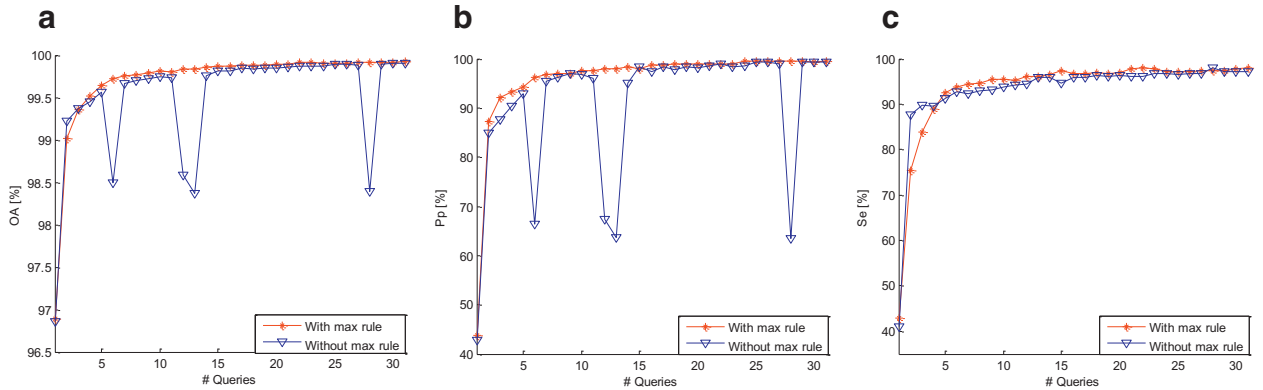 a
100
99.5
99
98.5
98
97.5
97
96.5
OA [%]
5
10
15
20
25
30
# Queries
With max rule
Without max rule
b
100
90
80
70
60
50
40
Pp [%]
5
10
15
20
25
30
# Queries
With max rule
Without max rule
c
100
90
80
70
60
50
40
Se [%]
5
10
15
20
25
30
# Queries
With max rule
Without max rule